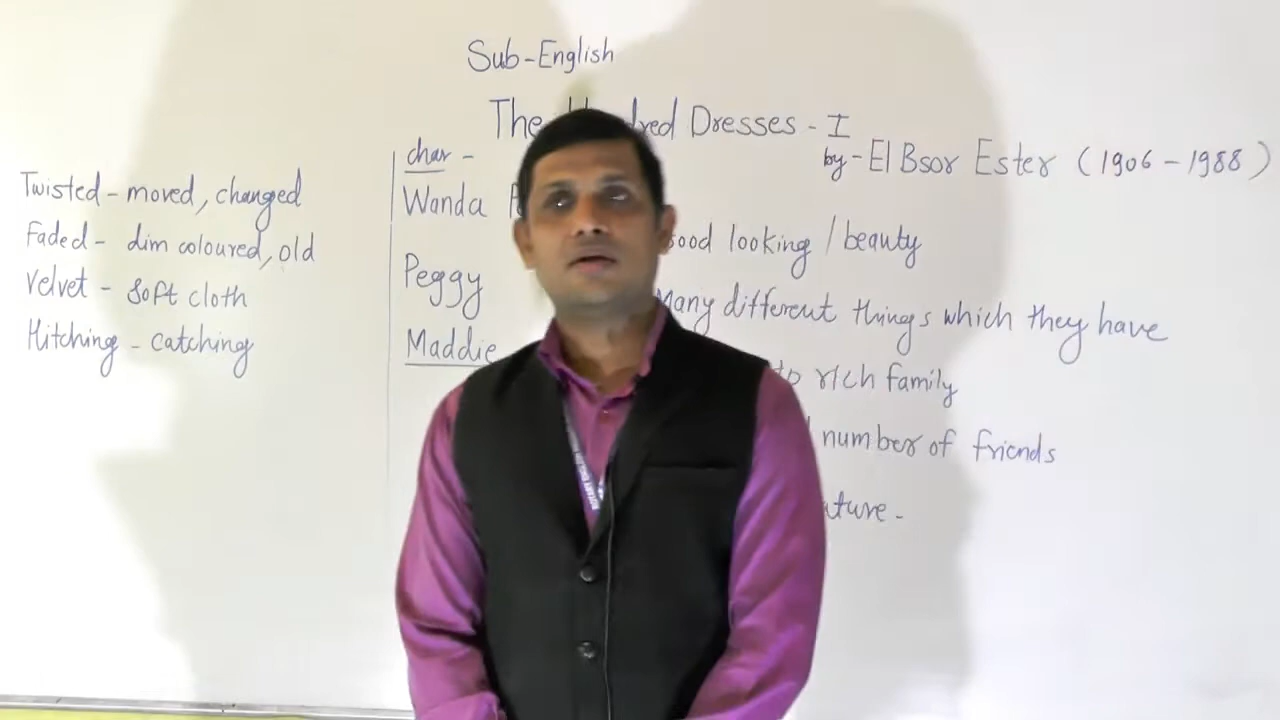 Sub-English
The Dresses - I
by - El Bsor Ester (1906 - 1988)
Twisted - moved, changed
Faded - dim coloured, old
Velvet - soft cloth
Hitching - catching
char -
Wanda
Peggy
Maddie
looking / beauty
Many different things which they have
rich family
number of friends